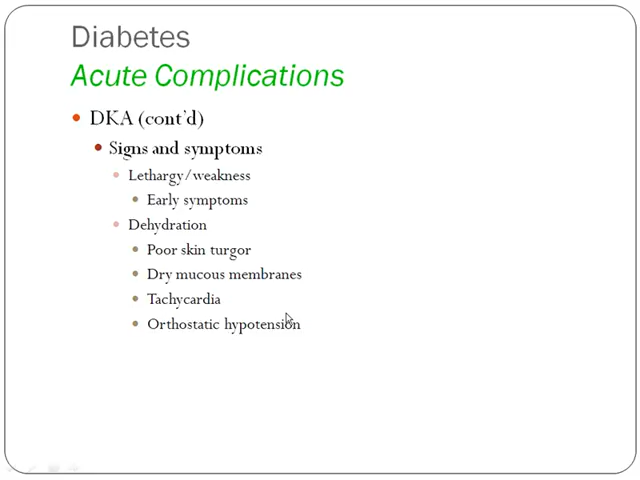 Diabetes
Acute Complications
DKA (cont'd)
Signs and symptoms
Lethargy/weakness
Early symptoms
Dehydration
Poor skin turgor
Dry mucous membranes
Tachycardia
Orthostatic hypotension